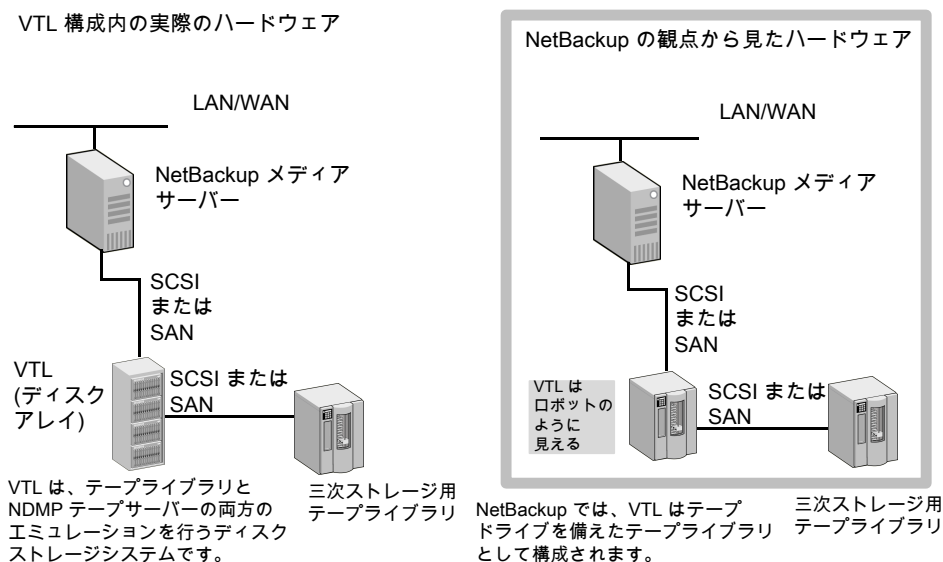 VTL 構成内の実際のハードウェア
LAN/WAN
NetBackup メディア
サーバー
SCSI
または
SAN
VTL
(ディスク
アレイ)
SCSI または
SAN
VTL は、テープライブラリと
NDMP テープサーバーの両方の
エミュレーションを行うディスク
ストレージシステムです。
三次ストレージ用
テープライブラリ
NetBackup の観点から見たハードウェア
LAN/WAN
NetBackup メディア
サーバー
SCSI
または
SAN
VTL は
ロボットの
ように
見える
SCSI または
SAN
NetBackup では、VTL はテープ
ドライブを備えたテープライブラリ
として構成されます。
三次ストレージ用
テープライブラリ